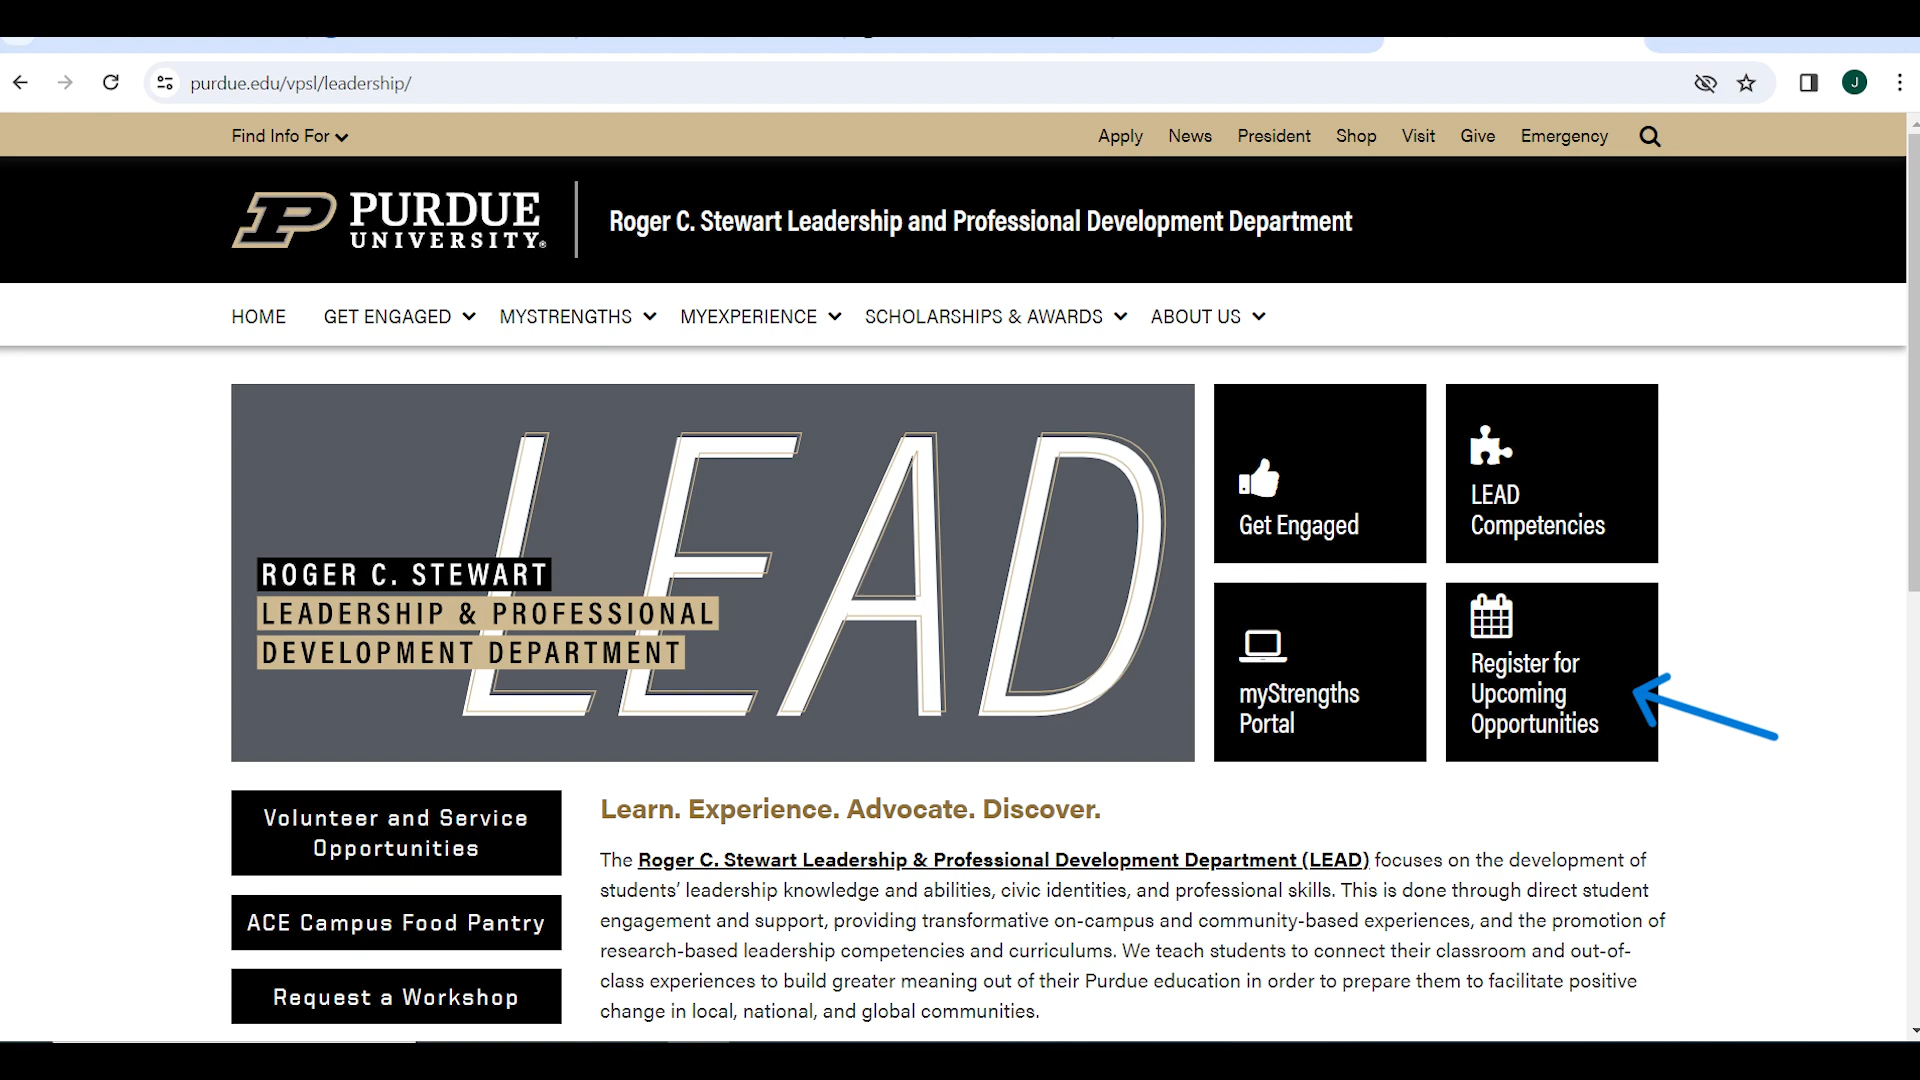 purdue.edu/vpsl/leadership/
J
Find Info For
Apply News President Shop Visit Give Emergency
PURDUE
UNIVERSITY®
Roger C. Stewart Leadership and Professional Development Department
HOME GET ENGAGED MYSTRENGTHS MYEXPERIENCE SCHOLARSHIPS & AWARDS ABOUT US
LEAD
ROGER C. STEWART
LEADERSHIP & PROFESSIONAL
DEVELOPMENT DEPARTMENT
Get Engaged
LEAD
Competencies
myStrengths
Portal
Register for
Upcoming
Opportunities
Volunteer and Service
Opportunities
ACE Campus Food Pantry
Request a Workshop
Learn. Experience. Advocate. Discover.
The Roger C. Stewart Leadership & Professional Development Department (LEAD) focuses on the development of
students’ leadership knowledge and abilities, civic identities, and professional skills. This is done through direct student
engagement and support, providing transformative on-campus and community-based experiences, and the promotion of
research-based leadership competencies and curriculums. We teach students to connect their classroom and out-of-
class experiences to build greater meaning out of their Purdue education in order to prepare them to facilitate positive
change in local, national, and global communities.